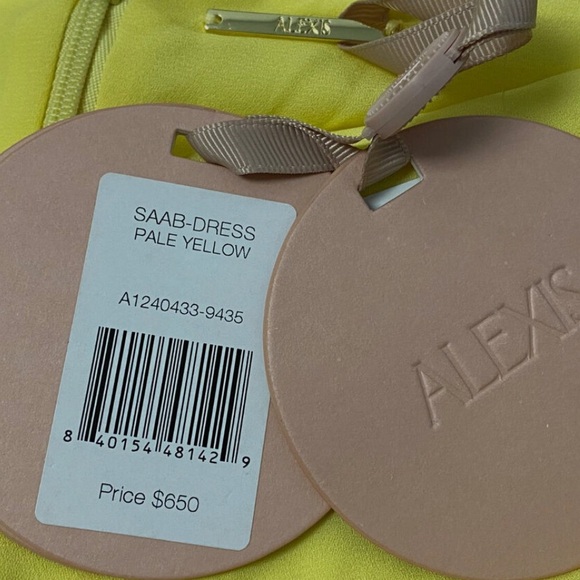 ALEXIS
SAAB-DRESS
PALE YELLOW
A1240433-9435
8 40154 48142 9
Price $650
ALEXIS